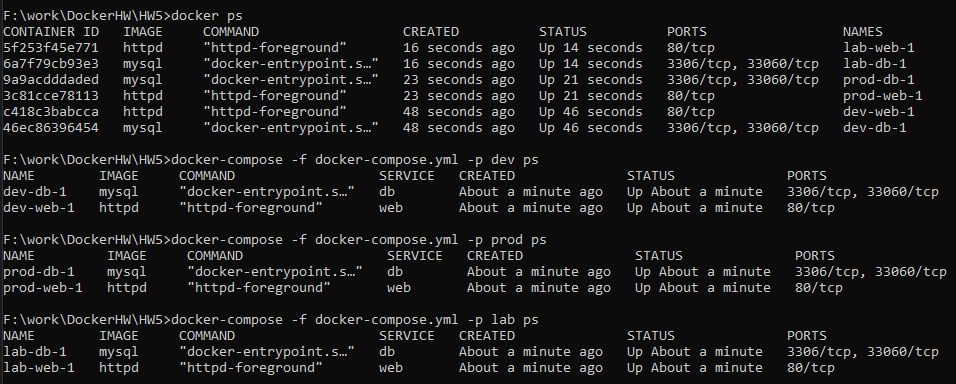 F:\work\DockerHW\HW5>docker ps
CONTAINER ID   IMAGE     COMMAND                  CREATED          STATUS          PORTS                 NAMES
5f253f45e771   httpd     "httpd-foreground"       16 seconds ago   Up 14 seconds   80/tcp                lab-web-1
6a7f79cb93e3   mysql     "docker-entrypoint.s…"   16 seconds ago   Up 14 seconds   3306/tcp, 33060/tcp   lab-db-1
9a9acdddaded   mysql     "docker-entrypoint.s…"   23 seconds ago   Up 21 seconds   3306/tcp, 33060/tcp   prod-db-1
3c81cce78113   httpd     "httpd-foreground"       23 seconds ago   Up 21 seconds   80/tcp                prod-web-1
c418c3babcca   httpd     "httpd-foreground"       48 seconds ago   Up 46 seconds   80/tcp                dev-web-1
46ec86396454   mysql     "docker-entrypoint.s…"   48 seconds ago   Up 46 seconds   3306/tcp, 33060/tcp   dev-db-1
F:\work\DockerHW\HW5>docker-compose -f docker-compose.yml -p dev ps
NAME        IMAGE     COMMAND                  SERVICE   CREATED              STATUS              PORTS
dev-db-1    mysql     "docker-entrypoint.s…"   db        About a minute ago   Up About a minute   3306/tcp, 33060/tcp
dev-web-1   httpd     "httpd-foreground"       web       About a minute ago   Up About a minute   80/tcp
F:\work\DockerHW\HW5>docker-compose -f docker-compose.yml -p prod ps
NAME         IMAGE     COMMAND                  SERVICE   CREATED              STATUS              PORTS
prod-db-1    mysql     "docker-entrypoint.s…"   db        About a minute ago   Up About a minute   3306/tcp, 33060/tcp
prod-web-1   httpd     "httpd-foreground"       web       About a minute ago   Up About a minute   80/tcp
F:\work\DockerHW\HW5>docker-compose -f docker-compose.yml -p lab ps
NAME        IMAGE     COMMAND                  SERVICE   CREATED              STATUS              PORTS
lab-db-1    mysql     "docker-entrypoint.s…"   db        About a minute ago   Up About a minute   3306/tcp, 33060/tcp
lab-web-1   httpd     "httpd-foreground"       web       About a minute ago   Up About a minute   80/tcp